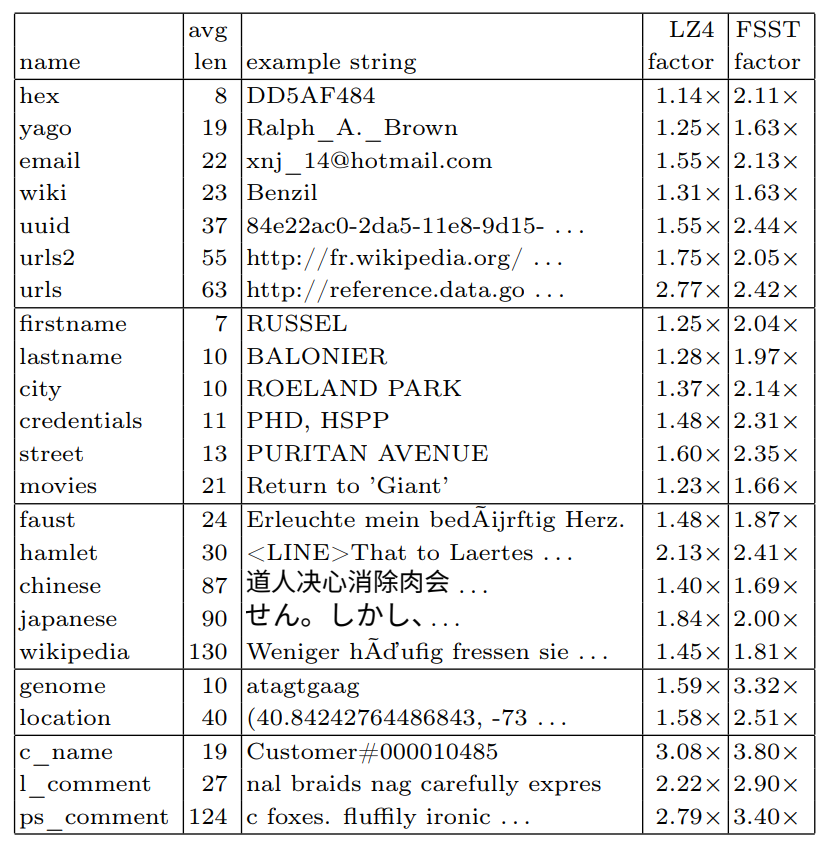 avg LZ4 FSST
name len example string factor factor
hex 8 DD5AF484 1.14× 2.11×
yago 19 Ralph_A._Brown 1.25× 1.63×
email 22 xnj_14@hotmail.com 1.55× 2.13×
wiki 23 Benzil 1.31× 1.63×
uuid 37 84e22ac0-2da5-11e8-9d15- ... 1.55× 2.44×
urls2 55 http://fr.wikipedia.org/ ... 1.75× 2.05×
urls 63 http://reference.data.go ... 2.77× 2.42×
firstname 7 RUSSEL 1.25× 2.04×
lastname 10 BALONIER 1.28× 1.97×
city 10 ROELAND PARK 1.37× 2.14×
credentials 11 PHD, HSPP 1.48× 2.31×
street 13 PURITAN AVENUE 1.60× 2.35×
movies 21 Return to ’Giant’ 1.23× 1.66×
faust 24 Erleuchte mein bedÃijrftig Herz. 1.48× 1.87×
hamlet 30 <LINE>That to Laertes ... 2.13× 2.41×
chinese 87 道人决心消除肉会 ... 1.40× 1.69×
japanese 90 せん。しかし、... 1.84× 2.00×
wikipedia 130 Weniger hÃďufig fressen sie ... 1.45× 1.81×
genome 10 atagtgaag 1.59× 3.32×
location 40 (40.84242764486843, -73 ... 1.58× 2.51×
c_name 19 Customer#000010485 3.08× 3.80×
l_comment 27 nal braids nag carefully expres 2.22× 2.90×
ps_comment 124 c foxes. fluffily ironic ... 2.79× 3.40×